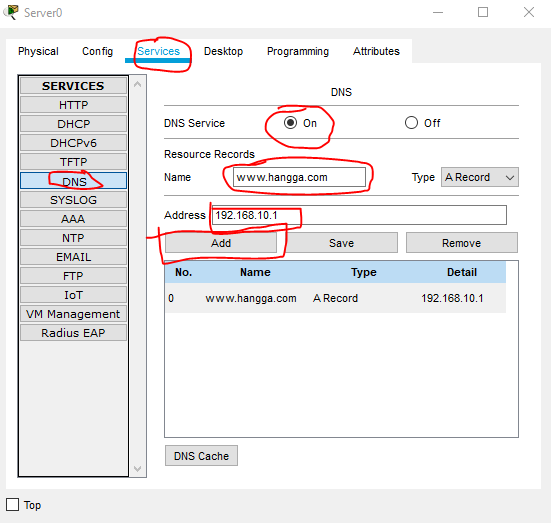 Server0
Physical Config Services Desktop Programming Attributes
SERVICES
HTTP
DHCP
DHCPv6
TFTP
DNS
SYSLOG
AAA
NTP
EMAIL
FTP
IoT
VM Management
Radius EAP
DNS
DNS Service On Off
Resource Records
Name www.hangga.com Type A Record
Address 192.168.10.1
Add Save Remove
No. Name Type Detail
0 www.hangga.com A Record 192.168.10.1
DNS Cache
Top